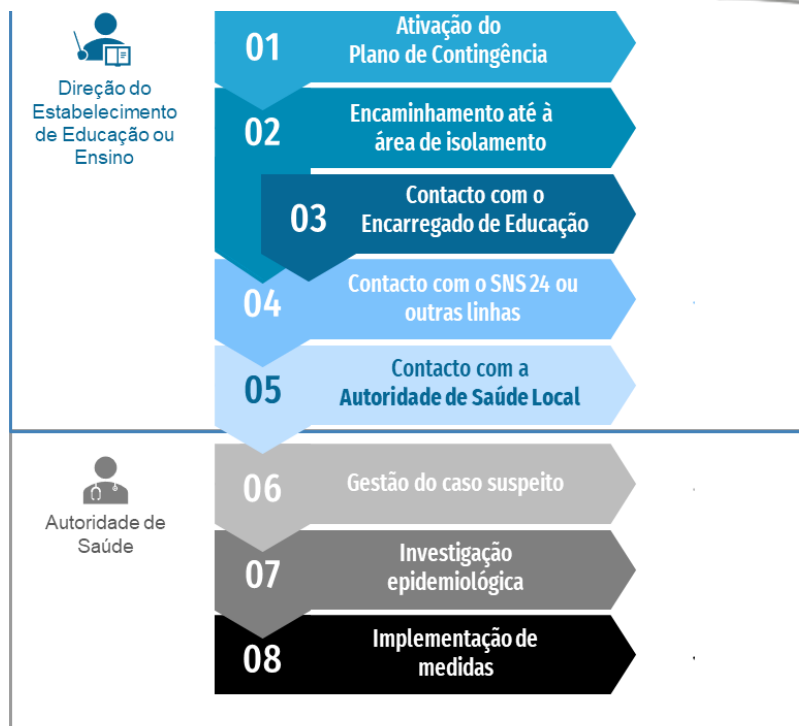 Direção do
Estabelecimento
de Educação ou
Ensino
01
Ativação do
Plano de Contingência
02
Encaminhamento até à
área de isolamento
03
Contacto com o
Encarregado de Educação
04
Contacto com o SNS 24 ou
outras linhas
05
Contacto com a
Autoridade de Saúde Local
Autoridade de
Saúde
06
Gestão do caso suspeito
07
Investigação
epidemiológica
08
Implementação de
medidas